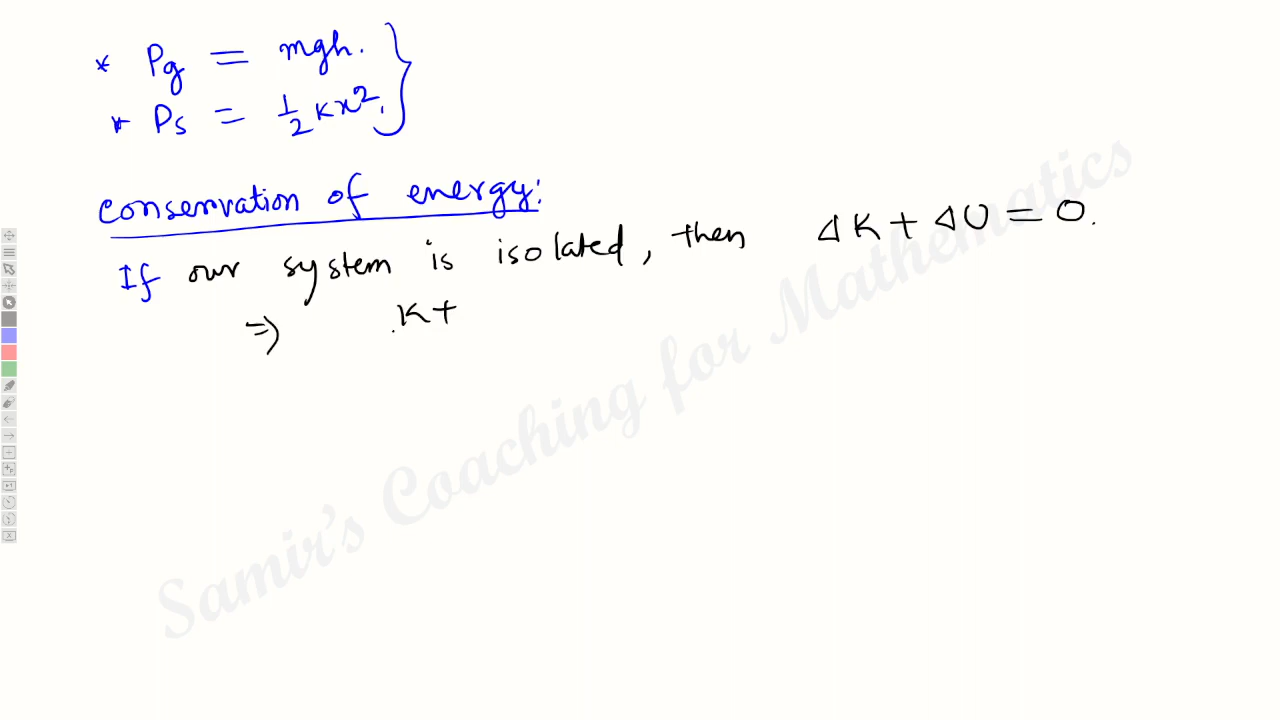 * Pg = mgh.
* Ps = 1/2 Kx².
conservation of energy:
If our system is isolated, then ΔK + ΔU = 0.
⇒ K+
Samir's Coaching for Mathematics